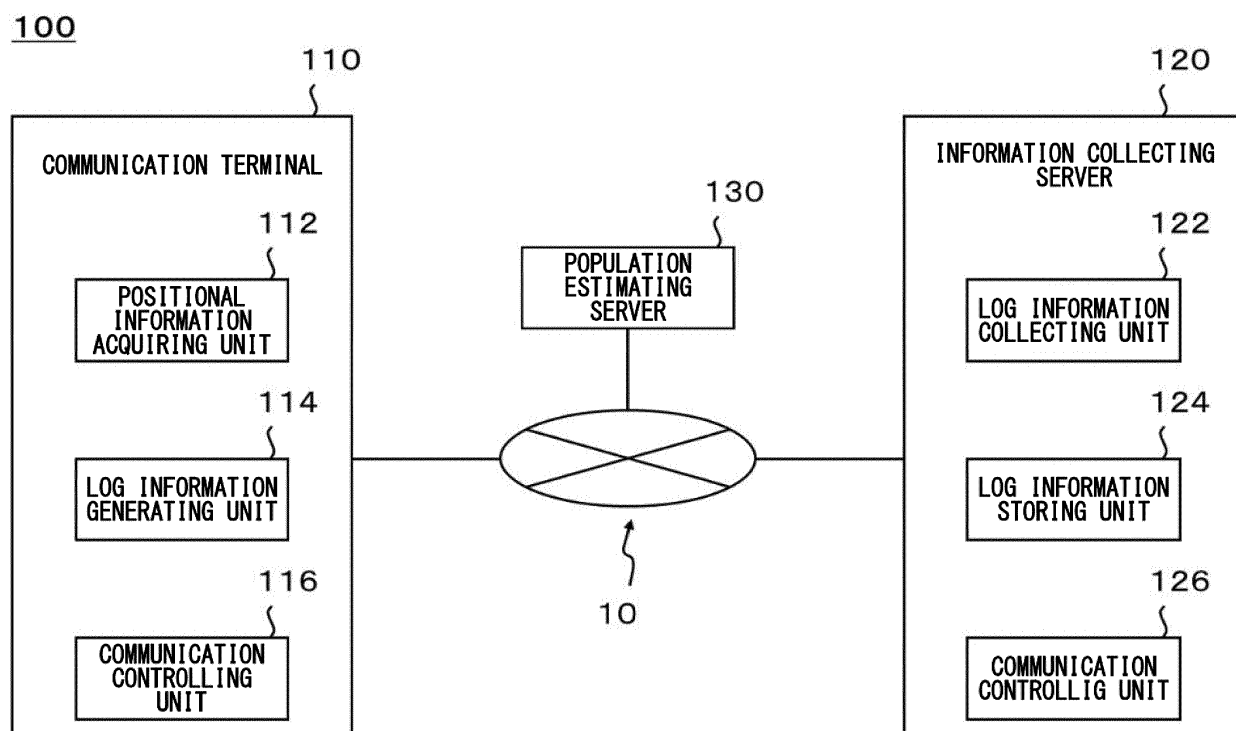 100
110
COMMUNICATION TERMINAL
112
POSITIONAL
INFORMATION
ACQUIRING UNIT
114
LOG INFORMATION
GENERATING UNIT
116
COMMUNICATION
CONTROLLING
UNIT
130
POPULATION
ESTIMATING
SERVER
10
120
INFORMATION COLLECTING
SERVER
122
LOG INFORMATION
COLLECTING UNIT
124
LOG INFORMATION
STORING UNIT
126
COMMUNICATION
CONTROLLIG UNIT